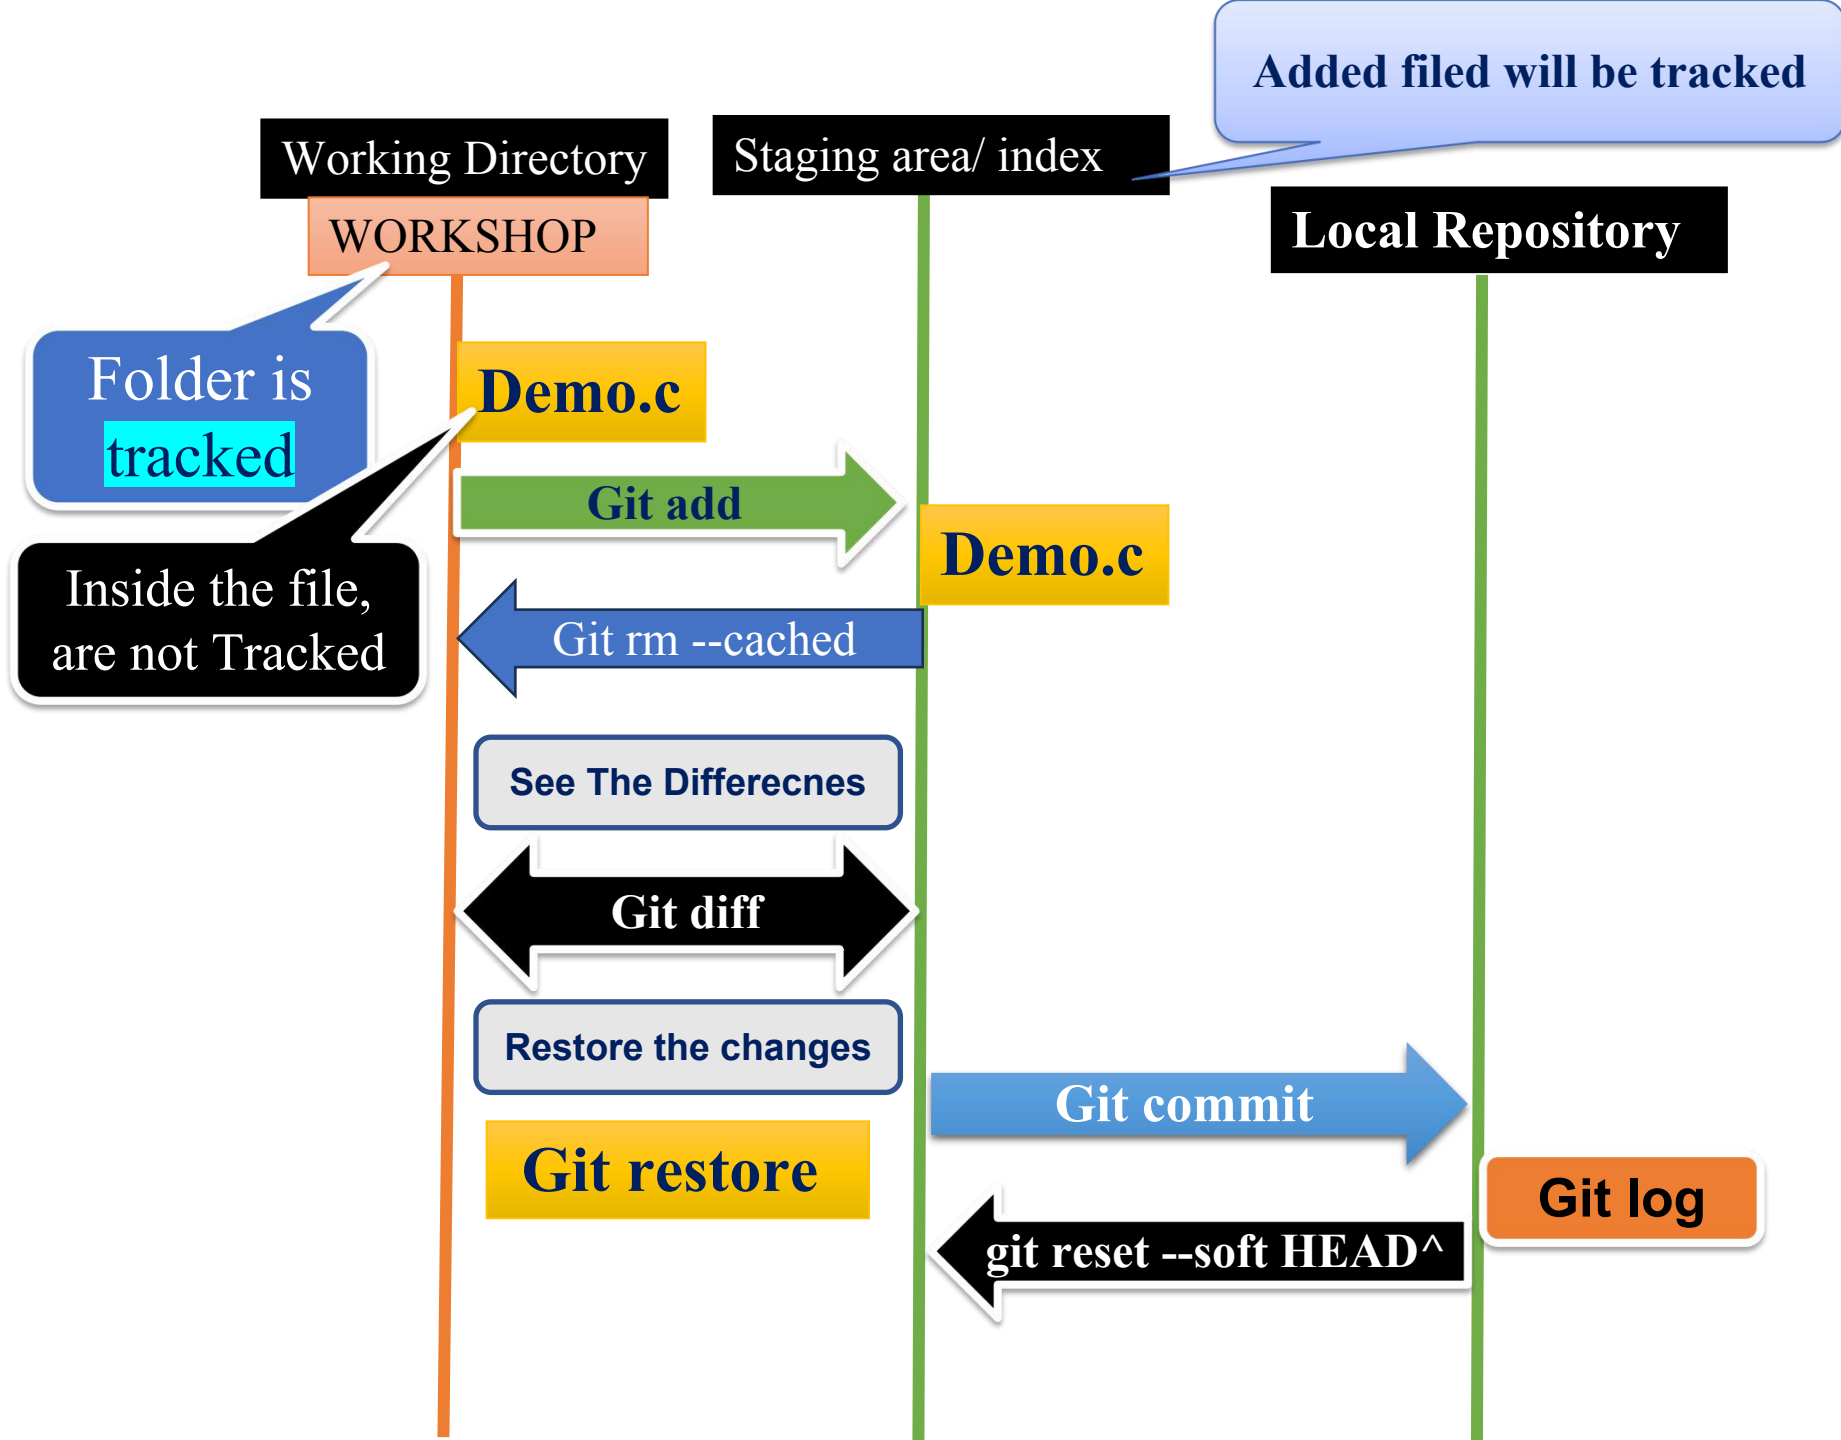 Added filed will be tracked
Working Directory
Staging area/ index
WORKSHOP
Local Repository
Folder is
tracked
Demo.c
Git add
Demo.c
Inside the file,
are not Tracked
Git rm --cached
See The Differecnes
Git diff
Restore the changes
Git commit
Git restore
Git log
git reset --soft HEAD^